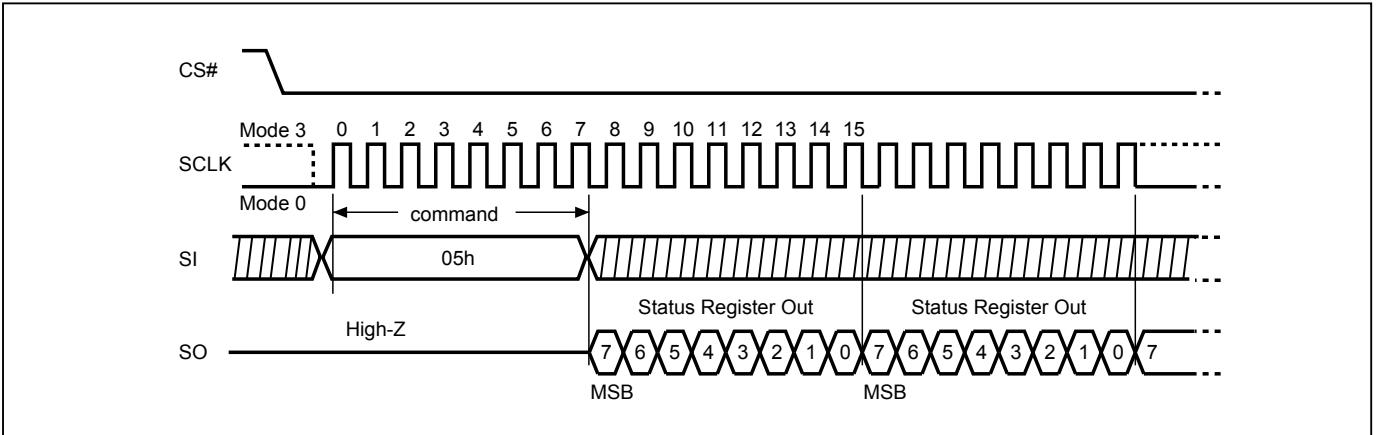 CS#
Mode 3 0 1 2 3 4 5 6 7 8 9 10 11 12 13 14 15
SCLK
Mode 0
command
SI 05h
Status Register Out Status Register Out
High-Z
SO 7 6 5 4 3 2 1 0 7 6 5 4 3 2 1 0 7
MSB MSB